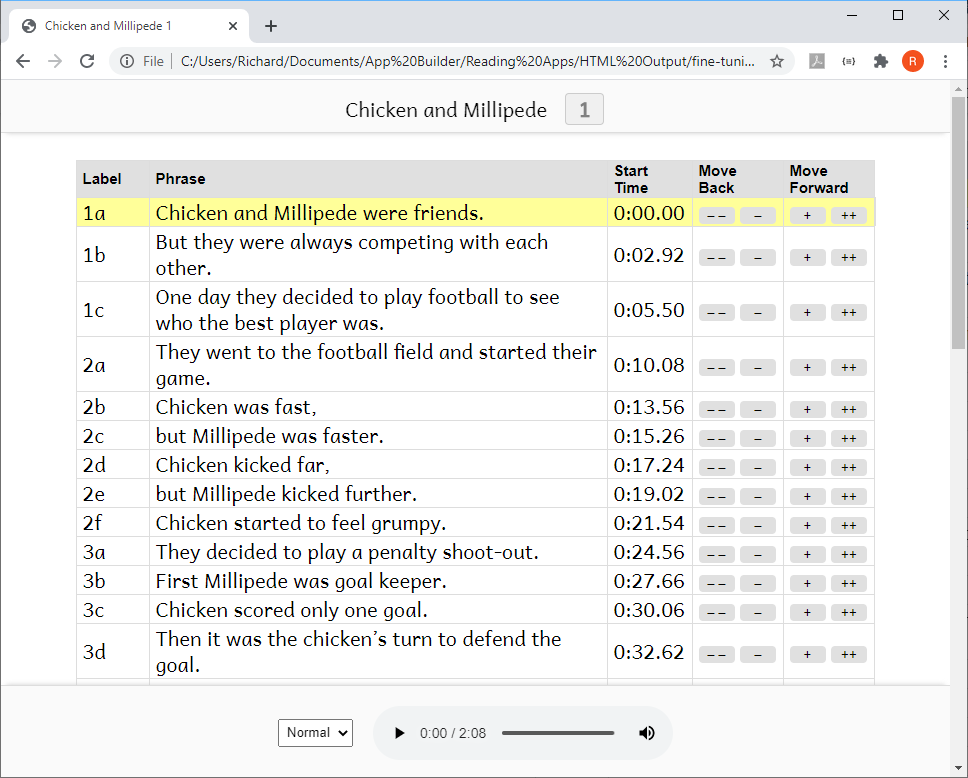 Chicken and Millipede 1
File C:/Users/Richard/Documents/App%20Builder/Reading%20Apps/HTML%20Output/fine-tuni...
R
Chicken and Millipede 1
Label Phrase Start Time Move Back Move Forward
1a Chicken and Millipede were friends. 0:00.00 -- - + ++
1b But they were always competing with each
other. 0:02.92 -- - + ++
1c One day they decided to play football to see
who the best player was. 0:05.50 -- - + ++
2a They went to the football field and started their
game. 0:10.08 -- - + ++
2b Chicken was fast, 0:13.56 -- - + ++
2c but Millipede was faster. 0:15.26 -- - + ++
2d Chicken kicked far, 0:17.24 -- - + ++
2e but Millipede kicked further. 0:19.02 -- - + ++
2f Chicken started to feel grumpy. 0:21.54 -- - + ++
3a They decided to play a penalty shoot-out. 0:24.56 -- - + ++
3b First Millipede was goal keeper. 0:27.66 -- - + ++
3c Chicken scored only one goal. 0:30.06 -- - + ++
3d Then it was the chicken's turn to defend the
goal. 0:32.62 -- - + ++
Normal 0:00 / 2:08